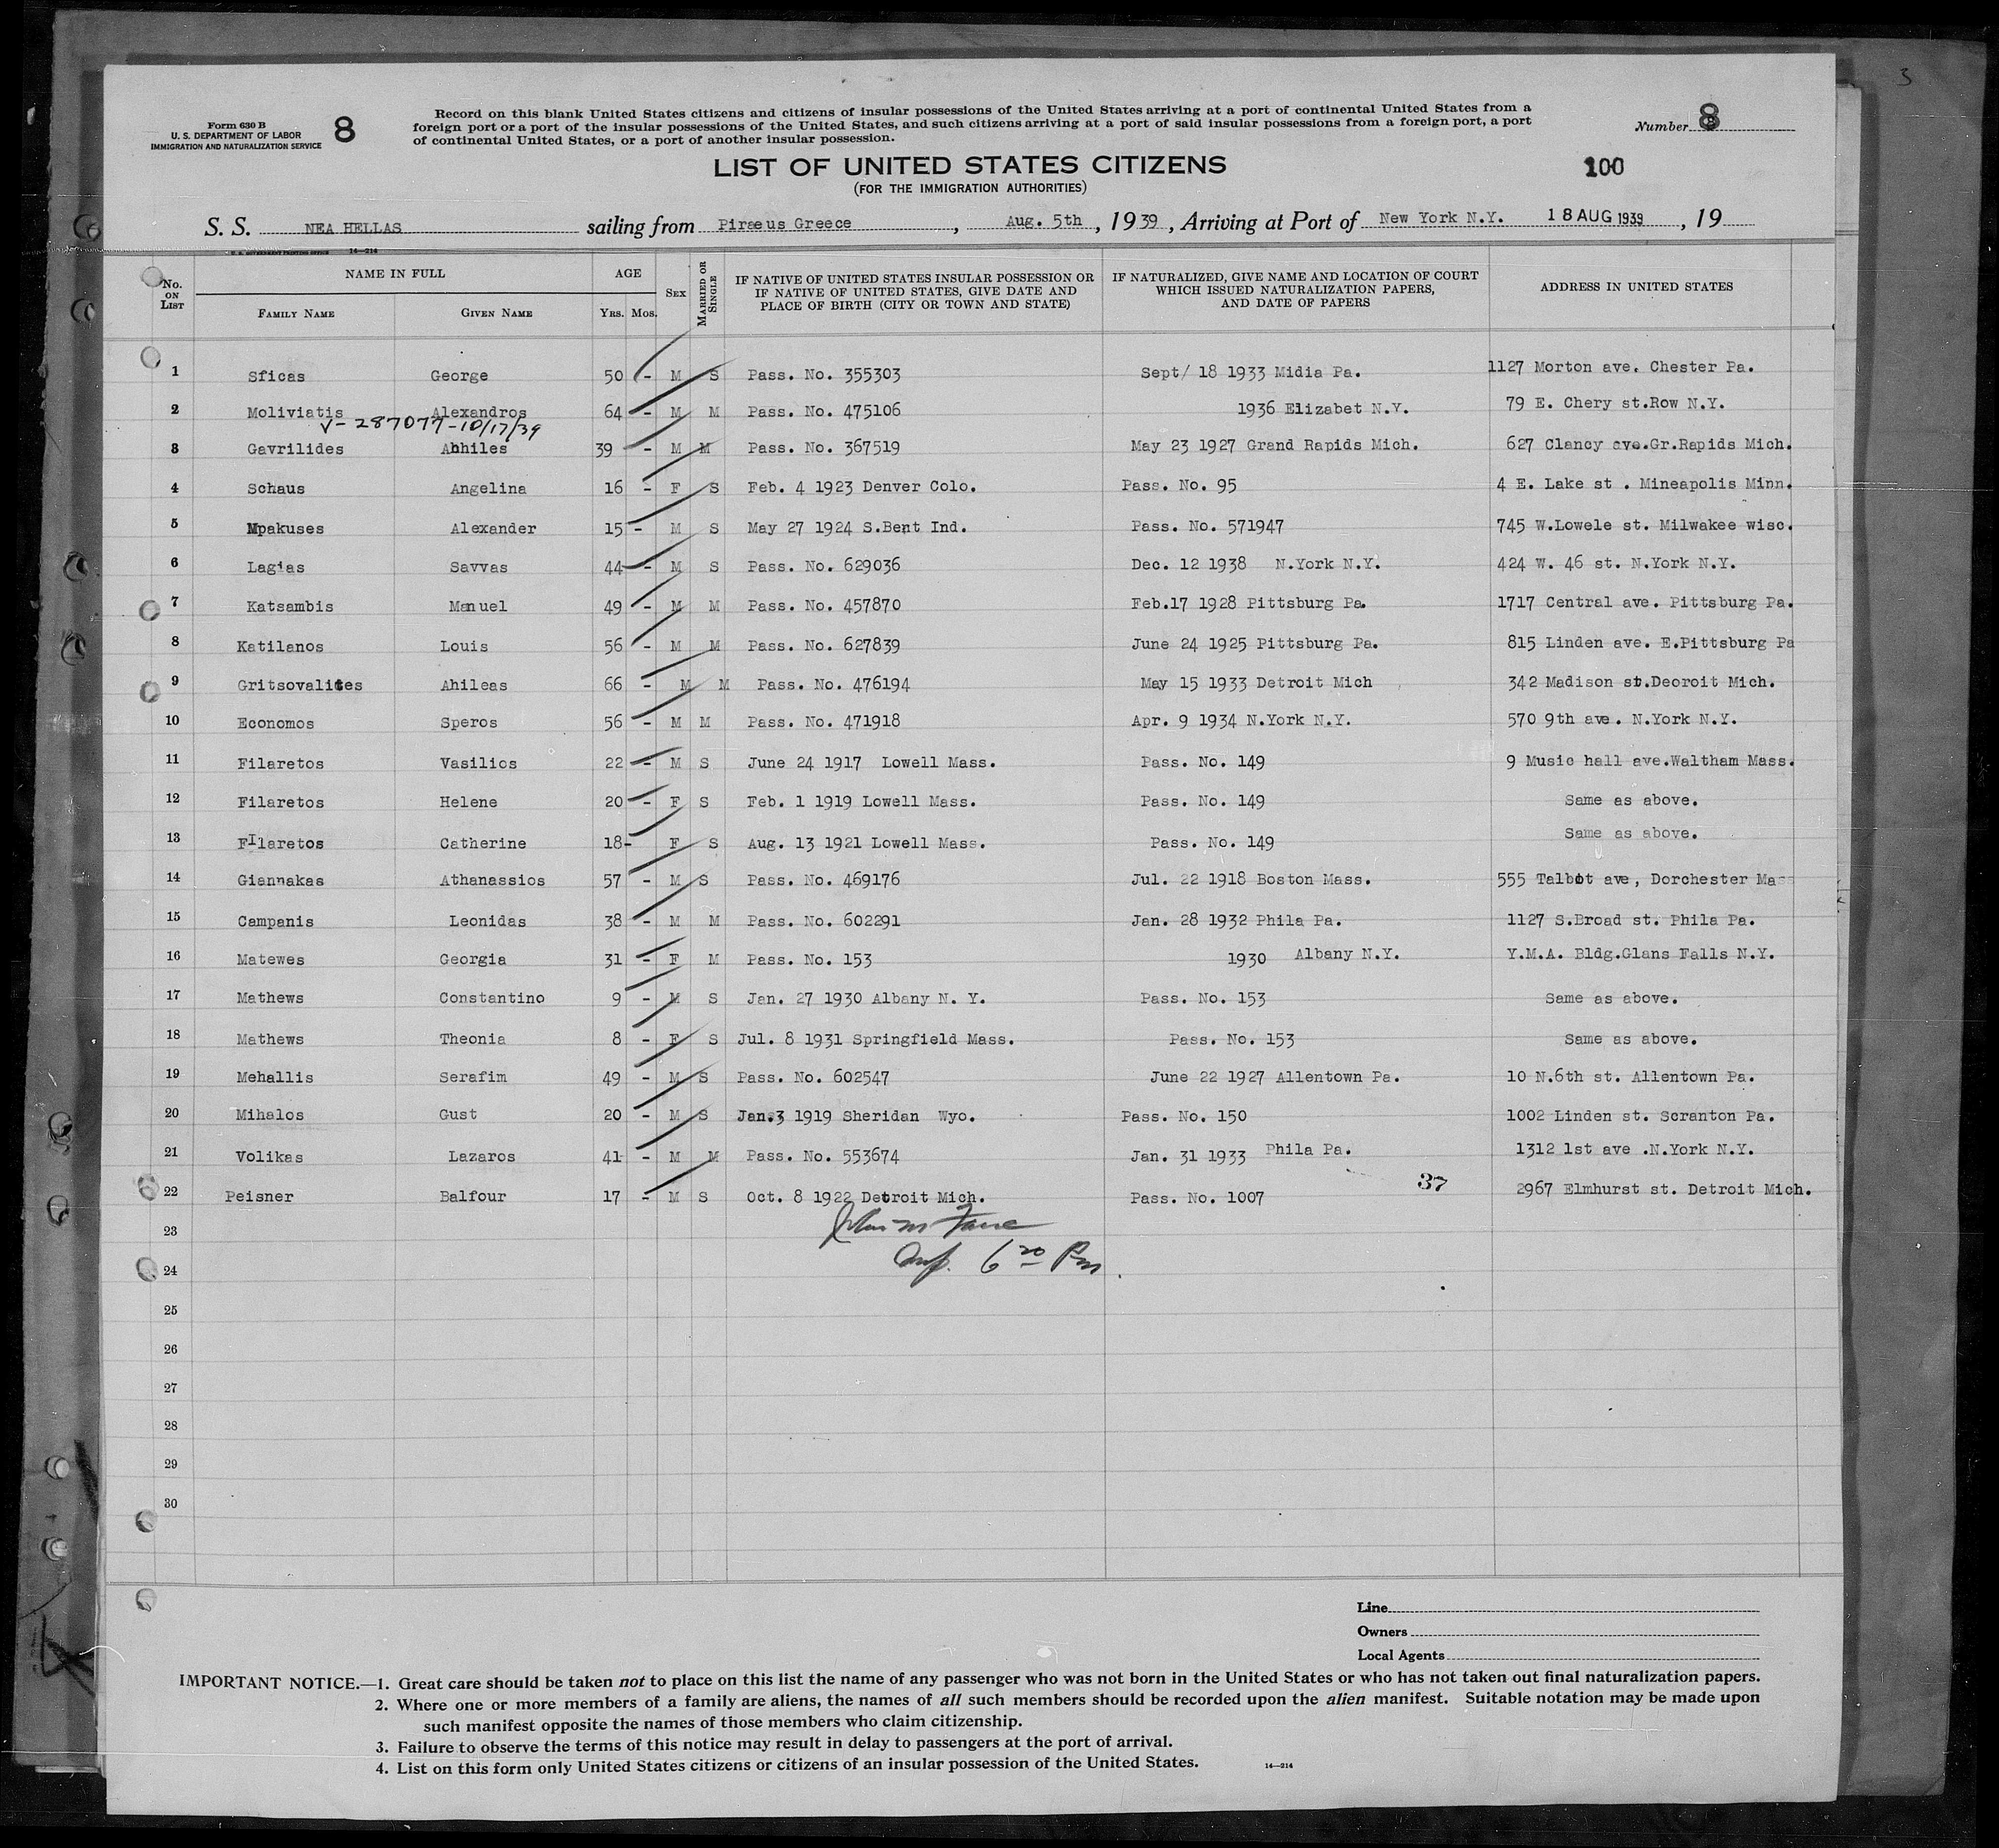 3
Form 630 B
U. S. DEPARTMENT OF LABOR
IMMIGRATION AND NATURALIZATION SERVICE
8
Record on this blank United States citizens and citizens of insular possessions of the United States arriving at a port of continental United States from a
foreign port or a port of the insular possessions of the United States, and such citizens arriving at a port of said insular possessions from a foreign port, a port
of continental United States, or a port of another insular possession.
Number 8
LIST OF UNITED STATES CITIZENS
(FOR THE IMMIGRATION AUTHORITIES)
100
S. S. NEA HELLAS sailing from Piræus Greece, Aug. 5th, 1939, Arriving at Port of New York N.Y. 18 AUG 1939, 19
U. S. GOVERNMENT PRINTING OFFICE 14—214
No. ON LIST NAME IN FULL AGE SEX MARRIED OR SINGLE IF NATIVE OF UNITED STATES INSULAR POSSESSION OR IF NATIVE OF UNITED STATES, GIVE DATE AND PLACE OF BIRTH (CITY OR TOWN AND STATE) IF NATURALIZED, GIVE NAME AND LOCATION OF COURT WHICH ISSUED NATURALIZATION PAPERS, AND DATE OF PAPERS ADDRESS IN UNITED STATES
FAMILY NAME GIVEN NAME YRS. MOS.
1 Sficas George 50 - M S Pass. No. 355303 Sept/ 18 1933 Midia Pa. 1127 Morton ave. Chester Pa.
2 Moliviatis Alexandros 64 - M M Pass. No. 475106 1936 Elizabet N.Y. 79 E. Chery st.Row N.Y.
V-287077-10/17/39
3 Gavrilides Ahhiles 39 - M M Pass. No. 367519 May 23 1927 Grand Rapids Mich. 627 Clancy ave.Gr.Rapids Mich.
4 Schaus Angelina 16 - F S Feb. 4 1923 Denver Colo. Pass. No. 95 4 E. Lake st . Mineapolis Minn.
5 Mpakuses Alexander 15 - M S May 27 1924 S.Bent Ind. Pass. No. 571947 745 W.Lowele st. Milwakee wisc.
6 Lagias Savvas 44 - M S Pass. No. 629036 Dec. 12 1938 N.York N.Y. 424 W. 46 st. N.York N.Y.
7 Katsambis Manuel 49 - M M Pass. No. 457870 Feb.17 1928 Pittsburg Pa. 1717 Central ave. Pittsburg Pa.
8 Katilanos Louis 56 - M M Pass. No. 627839 June 24 1925 Pittsburg Pa. 815 Linden ave. E.Pittsburg Pa
9 Gritsovalites Ahileas 66 - M M Pass. No. 476194 May 15 1933 Detroit Mich 342 Madison st.Deoroit Mich.
10 Economos Speros 56 - M M Pass. No. 471918 Apr. 9 1934 N.York N.Y. 570 9th ave. N.York N.Y.
11 Filaretos Vasilios 22 - M S June 24 1917 Lowell Mass. Pass. No. 149 9 Music hall ave.Waltham Mass.
12 Filaretos Helene 20 - F S Feb. 1 1919 Lowell Mass. Pass. No. 149 Same as above.
13 FIlaretos Catherine 18- F S Aug. 13 1921 Lowell Mass. Pass. No. 149 Same as above.
14 Giannakas Athanassios 57 - M S Pass. No. 469176 Jul. 22 1918 Boston Mass. 555 Talbot ave, Dorchester Mass
15 Campanis Leonidas 38 - M M Pass. No. 602291 Jan. 28 1932 Phila Pa. 1127 S.Broad st. Phila Pa.
16 Matewes Georgia 31 - F M Pass. No. 153 1930 Albany N.Y. Y.M.A. Bldg.Glans Falls N.Y.
17 Mathews Constantino 9 - M S Jan. 27 1930 Albany N. Y. Pass. No. 153 Same as above.
18 Mathews Theonia 8 - F S Jul. 8 1931 Springfield Mass. Pass. No. 153 Same as above.
19 Mehallis Serafim 49 - M S Pass. No. 602547 June 22 1927 Allentown Pa. 10 N.6th st. Allentown Pa.
20 Mihalos Gust 20 - M S Jan.3 1919 Sheridan Wyo. Pass. No. 150 1002 Linden st. Scranton Pa.
21 Volikas Lazaros 41 - M M Pass. No. 553674 Jan. 31 1933 Phila Pa. 1312 1st ave .N.York N.Y.
22 Peisner Balfour 17 - M S Oct. 8 1922 Detroit Mich. Pass. No. 1007 37 2967 Elmhurst st. Detroit Mich.
23
24 6 20 Pm
25
26
27
28
29
30
Line
Owners
Local Agents
IMPORTANT NOTICE.—1. Great care should be taken not to place on this list the name of any passenger who was not born in the United States or who has not taken out final naturalization papers.
2. Where one or more members of a family are aliens, the names of all such members should be recorded upon the alien manifest. Suitable notation may be made upon
such manifest opposite the names of those members who claim citizenship.
3. Failure to observe the terms of this notice may result in delay to passengers at the port of arrival.
4. List on this form only United States citizens or citizens of an insular possession of the United States.
14—214